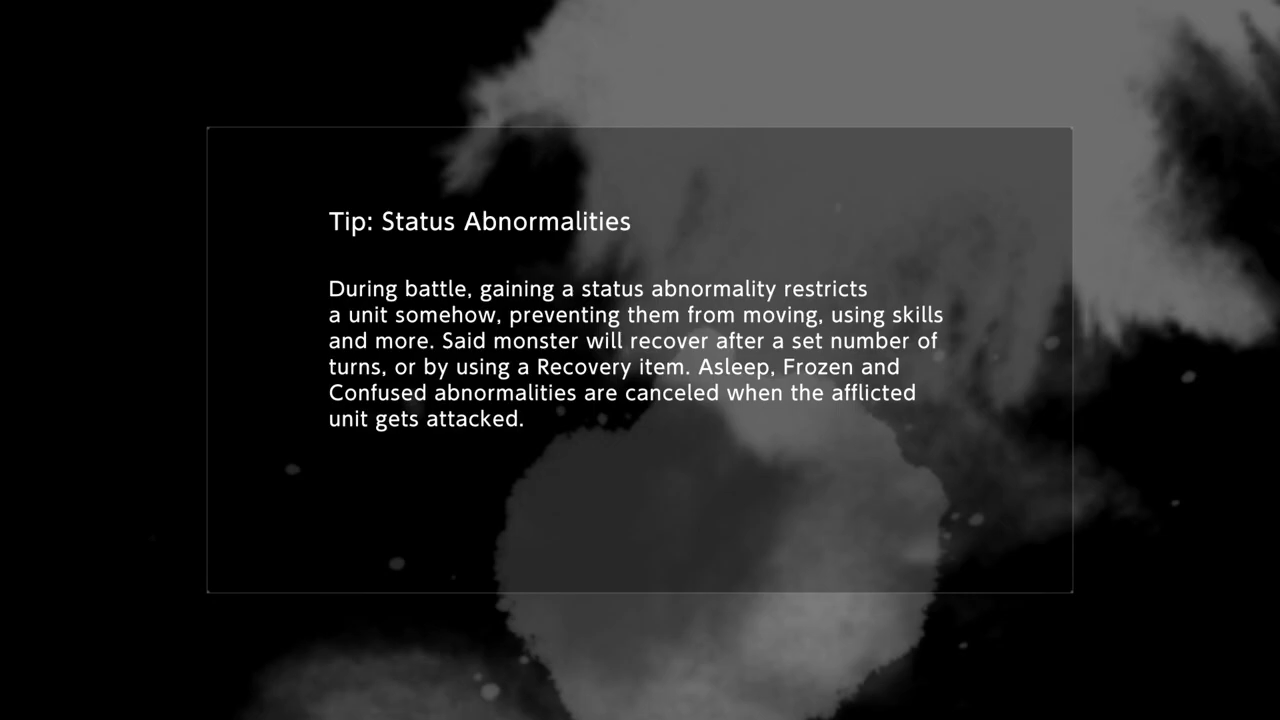 Tip: Status Abnormalities
During battle, gaining a status abnormality restricts
a unit somehow, preventing them from moving, using skills
and more. Said monster will recover after a set number of
turns, or by using a Recovery item. Asleep, Frozen and
Confused abnormalities are canceled when the afflicted
unit gets attacked.